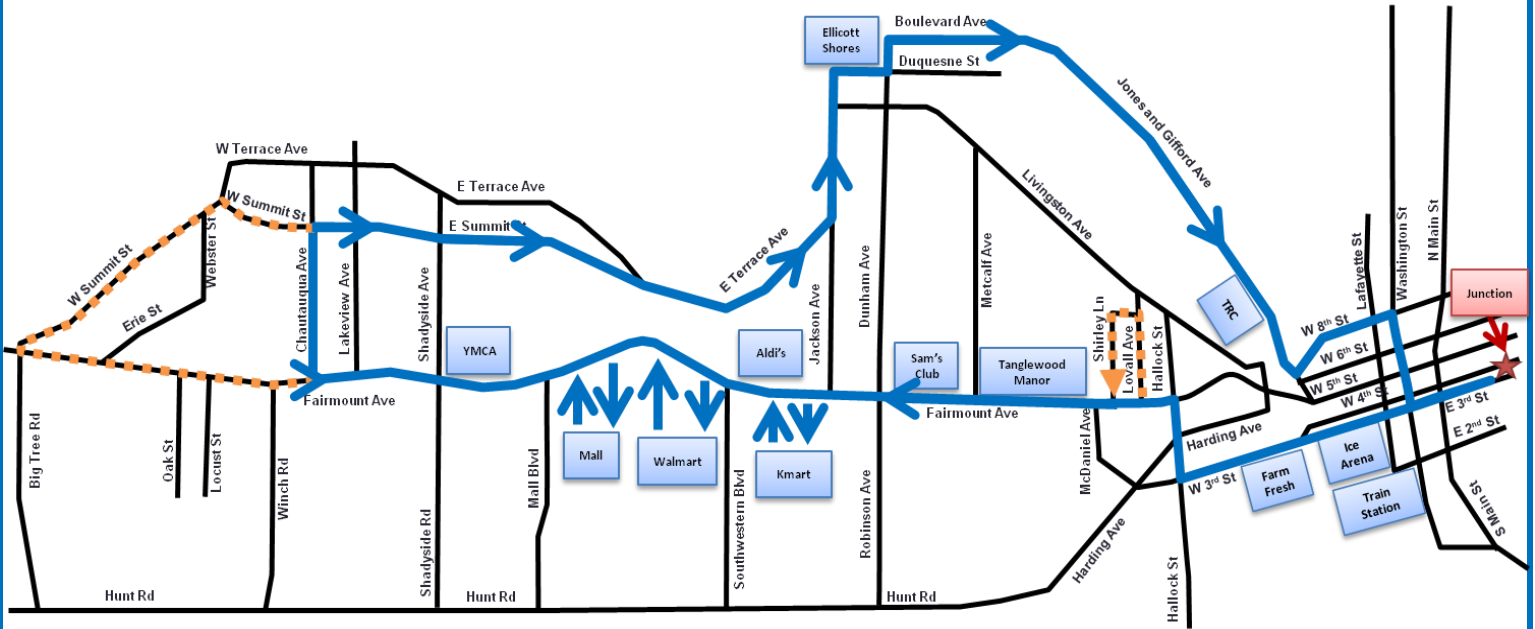 Boulevard Ave
Ellicott
Shores
Duquesne St
Jones and Gifford Ave
W Terrace Ave
E Terrace Ave
W Summit St
E Summit St
W Summit St
Webster St
Erie St
Chautauqua Ave
Lakeview Ave
Shadyside Ave
E Terrace Ave
Jackson Ave
Dunham Ave
Metcalf Ave
Livingston Ave
Shirley Ln
Lovall Ave
Hallock St
TRC
Lafayette St
Washington St
N Main St
Junction
W 8th St
W 6th St
W 5th St
W 4th St
E 3rd St
E 2nd St
YMCA
Aldi's
Sam's
Club
Tanglewood
Manor
Fairmount Ave
Fairmount Ave
Mall
Walmart
Kmart
Harding Ave
W 3rd St
Farm
Fresh
Ice
Arena
Train
Station
S Main St
Big Tree Rd
Oak St
Locust St
Winch Rd
Shadyside Rd
Mall Blvd
Southwestern Blvd
Robinson Ave
McDaniel Ave
Harding Ave
Hallock St
Hunt Rd
Hunt Rd
Hunt Rd